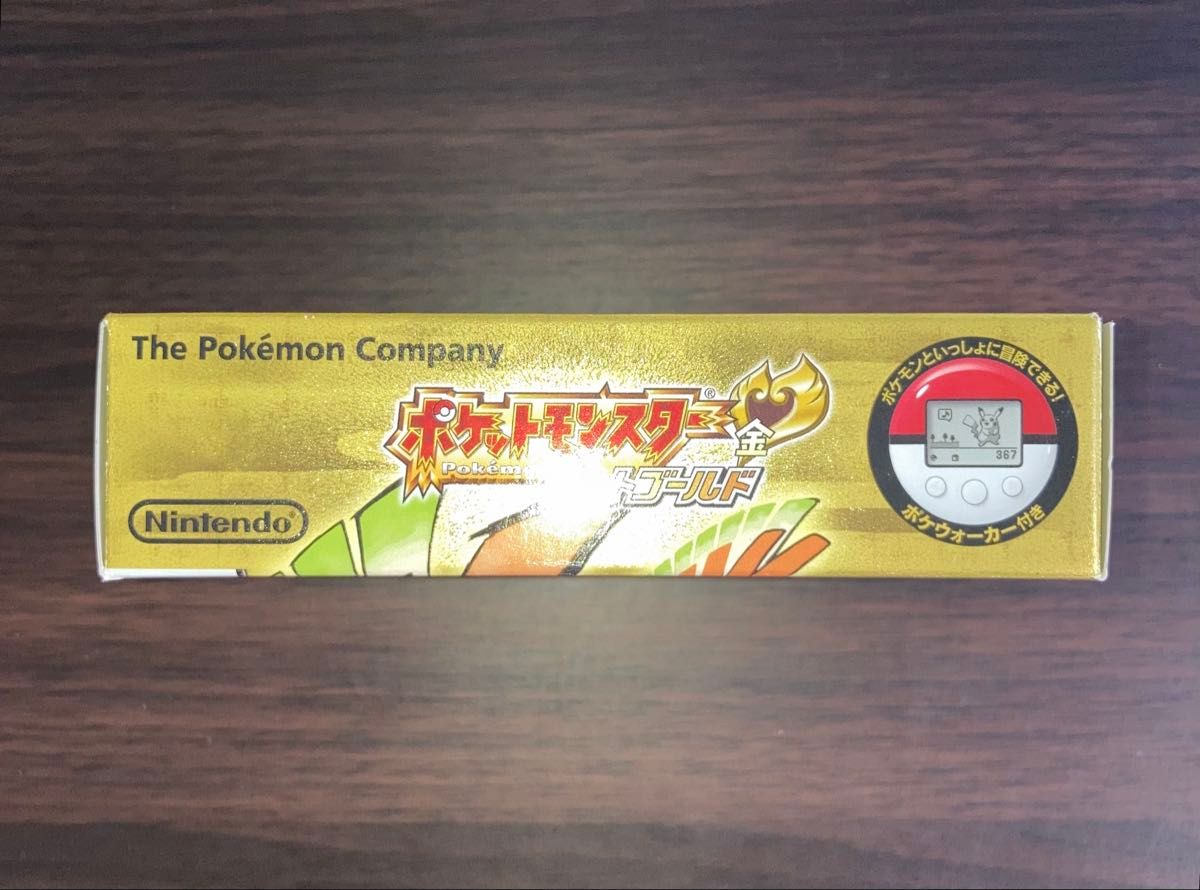 The Pokémon Company
ポケットモンスター®
金
トゴールド
Nintendo®
ポケモンといっしょに冒険できる!
367
ポケウォーカー付き